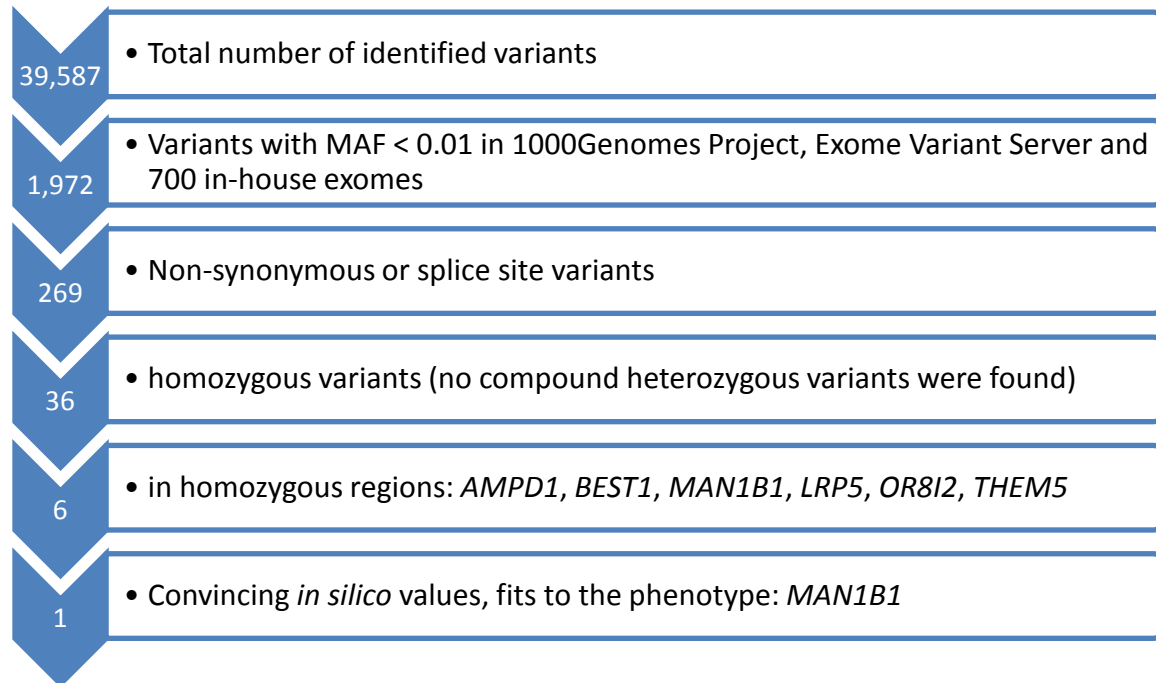 39,587
• Total number of identified variants
1,972
• Variants with MAF < 0.01 in 1000Genomes Project, Exome Variant Server and
700 in-house exomes
269
• Non-synonymous or splice site variants
36
• homozygous variants (no compound heterozygous variants were found)
6
• in homozygous regions: AMPD1, BEST1, MAN1B1, LRP5, OR8I2, THEM5
1
• Convincing in silico values, fits to the phenotype: MAN1B1